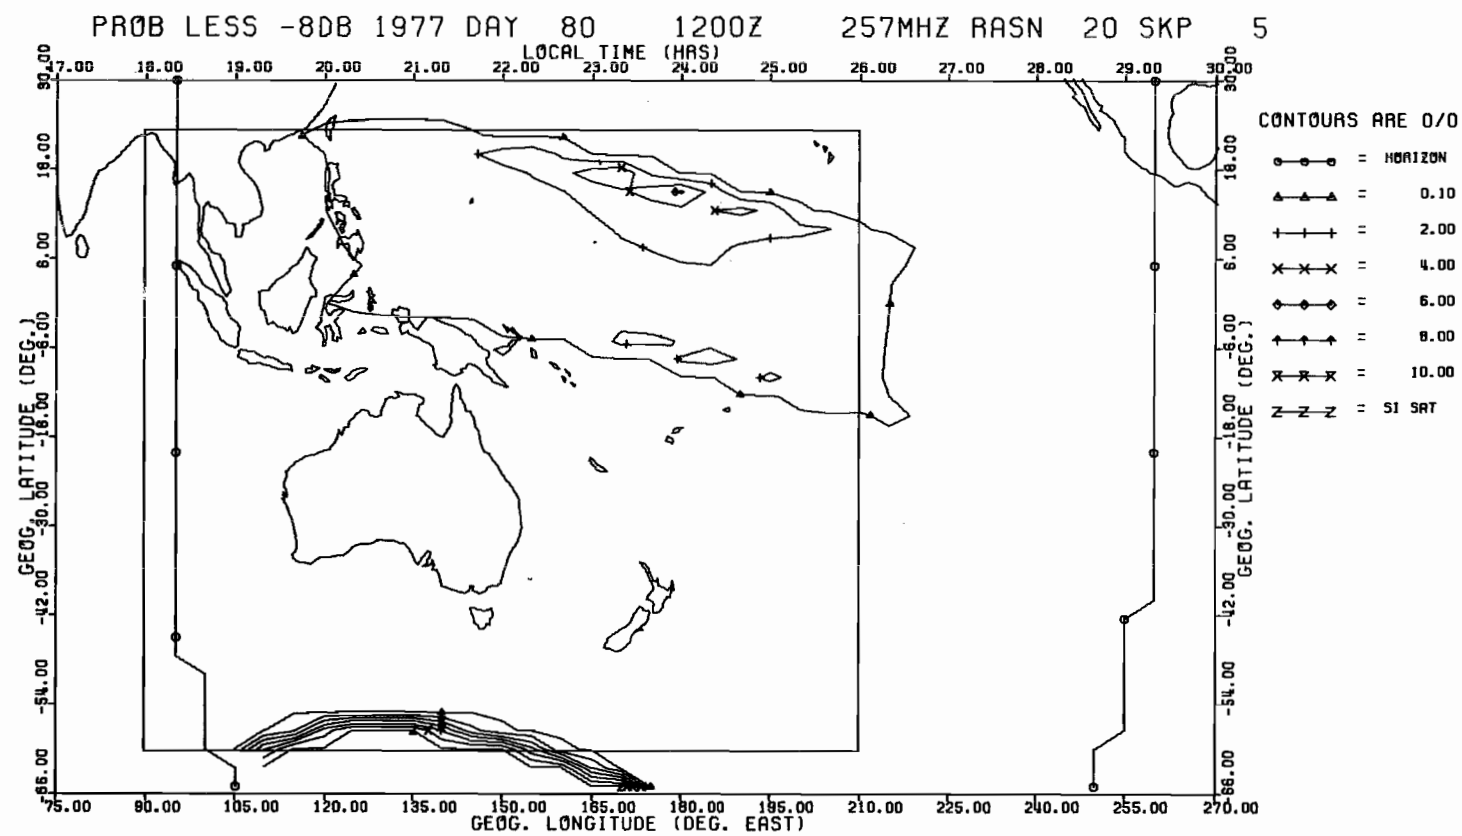 PROB LESS -8DB 1977 DAY 80 1200Z 257MHZ RASN 20 SKP 5
LOCAL TIME (HRS)
17.00 18.00 19.00 20.00 21.00 22.00 23.00 24.00 25.00 26.00 27.00 28.00 29.00 30.00
GEOG. LATITUDE (DEG.)
30.00
18.00
6.00
-6.00
-18.00
-30.00
-42.00
-54.00
-66.00
GEOG. LATITUDE (DEG.)
30.00
18.00
6.00
-6.00
-18.00
-30.00
-42.00
-54.00
-66.00
CONTOURS ARE 0/0
= HORIZON
= 0.10
= 2.00
= 4.00
= 6.00
= 8.00
= 10.00
= SI SAT
75.00 90.00 105.00 120.00 135.00 150.00 165.00 180.00 195.00 210.00 225.00 240.00 255.00 270.00
GEOG. LONGITUDE (DEG. EAST)